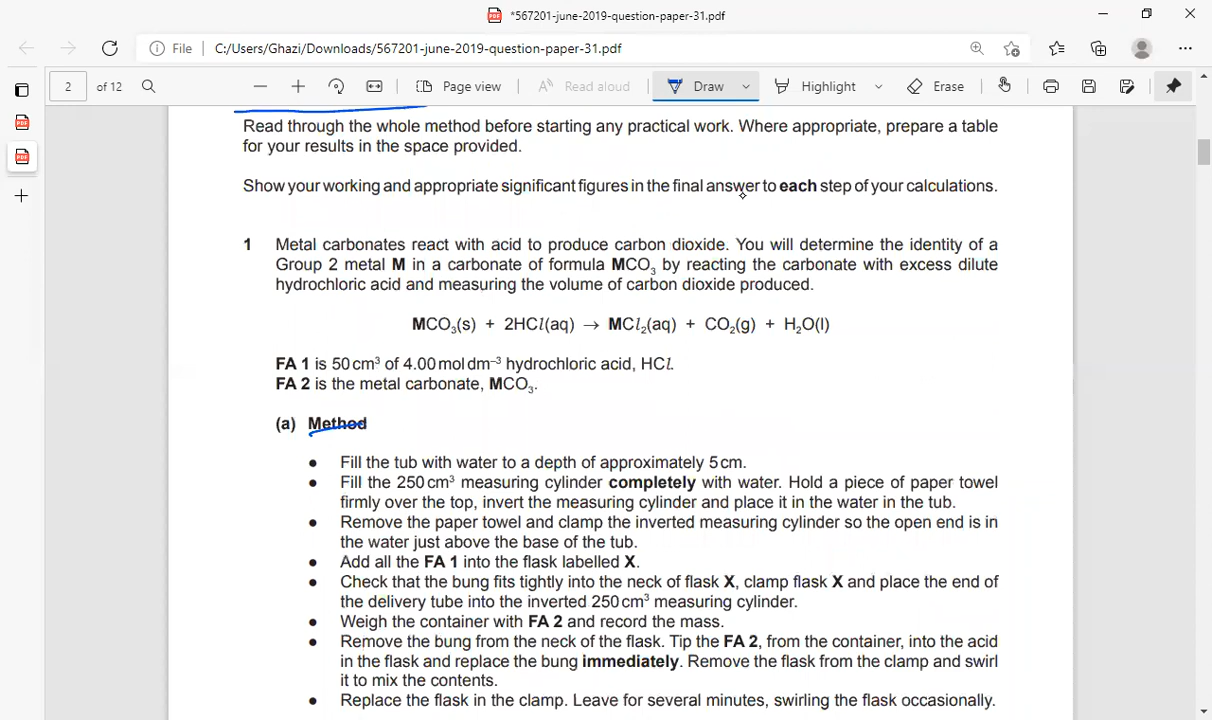 *567201-june-2019-question-paper-31.pdf
File C:/Users/Ghazi/Downloads/567201-june-2019-question-paper-31.pdf
2 of 12 Page view Read aloud Draw Highlight Erase
Read through the whole method before starting any practical work. Where appropriate, prepare a table
for your results in the space provided.
Show your working and appropriate significant figures in the final answer to each step of your calculations.
1 Metal carbonates react with acid to produce carbon dioxide. You will determine the identity of a
Group 2 metal M in a carbonate of formula MCO₃ by reacting the carbonate with excess dilute
hydrochloric acid and measuring the volume of carbon dioxide produced.
MCO₃(s) + 2HCl(aq) → MCl₂(aq) + CO₂(g) + H₂O(l)
FA 1 is 50 cm³ of 4.00 mol dm⁻³ hydrochloric acid, HCl.
FA 2 is the metal carbonate, MCO₃.
(a) Method
• Fill the tub with water to a depth of approximately 5 cm.
• Fill the 250 cm³ measuring cylinder completely with water. Hold a piece of paper towel
firmly over the top, invert the measuring cylinder and place it in the water in the tub.
• Remove the paper towel and clamp the inverted measuring cylinder so the open end is in
the water just above the base of the tub.
• Add all the FA 1 into the flask labelled X.
• Check that the bung fits tightly into the neck of flask X, clamp flask X and place the end of
the delivery tube into the inverted 250 cm³ measuring cylinder.
• Weigh the container with FA 2 and record the mass.
• Remove the bung from the neck of the flask. Tip the FA 2, from the container, into the acid
in the flask and replace the bung immediately. Remove the flask from the clamp and swirl
it to mix the contents.
• Replace the flask in the clamp. Leave for several minutes, swirling the flask occasionally.